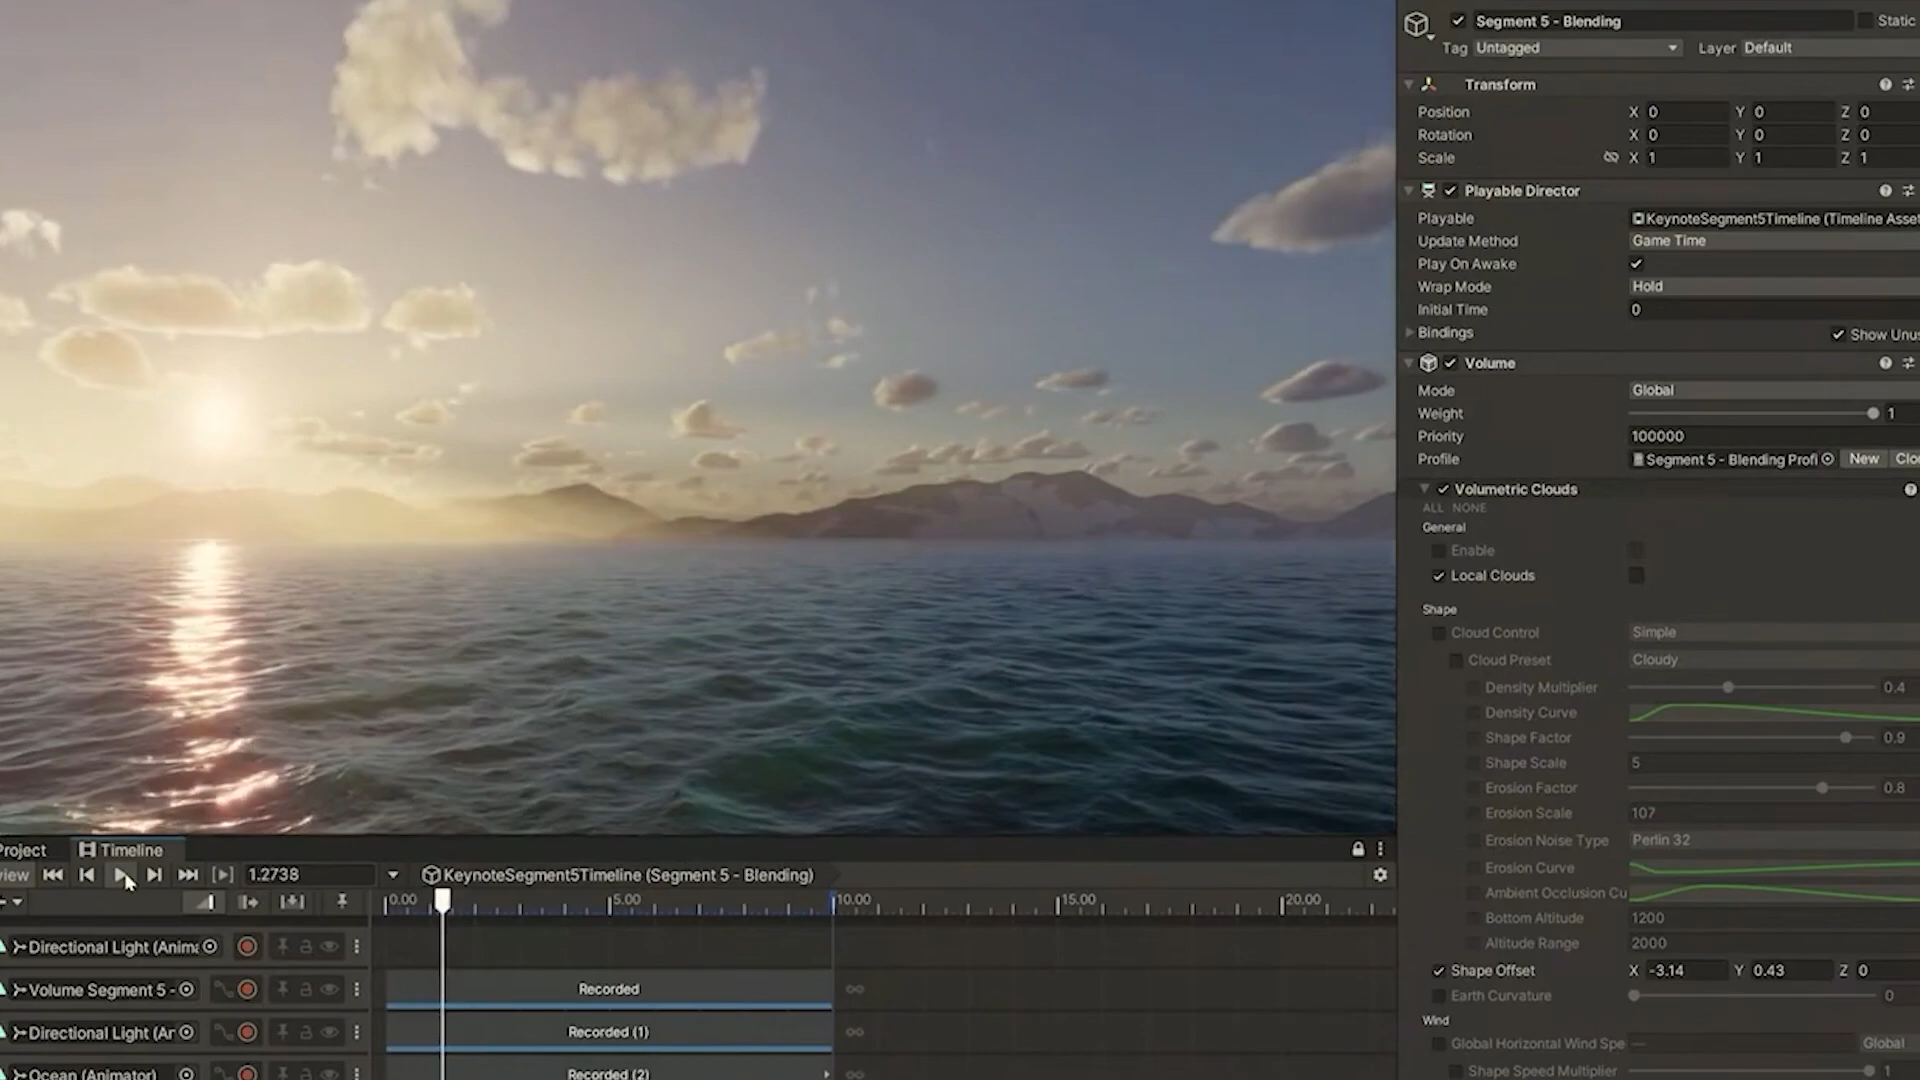 Segment 5 - Blending Static
Tag Untagged Layer Default
Transform
Position X 0 Y 0 Z 0
Rotation X 0 Y 0 Z 0
Scale X 1 Y 1 Z 1
Playable Director
Playable KeynoteSegment5Timeline (Timeline Asset
Update Method Game Time
Play On Awake
Wrap Mode Hold
Initial Time 0
Bindings Show Unus
Volume
Mode Global
Weight 1
Priority 100000
Profile Segment 5 - Blending Profi New Clo
Volumetric Clouds
ALL NONE
General
Enable
Local Clouds
Shape
Cloud Control Simple
Cloud Preset Cloudy
Density Multiplier 0.4
Density Curve
Shape Factor 0.9
Shape Scale 5
Erosion Factor 0.8
Erosion Scale 107
Erosion Noise Type Perlin 32
Erosion Curve
Ambient Occlusion Cu
Bottom Altitude 1200
Altitude Range 2000
Shape Offset X -3.14 Y 0.43 Z 0
Earth Curvature 0
Wind
Global Horizontal Wind Spe Global
Shape Speed Multiplier 1
Project Timeline
view 1.2738 KeynoteSegment5Timeline (Segment 5 - Blending)
0.00 5.00 10.00 15.00 20.00
Directional Light (Anima
Volume Segment 5 - Recorded
Directional Light (Ar Recorded (1)
Ocean (Animator) Recorded (2)